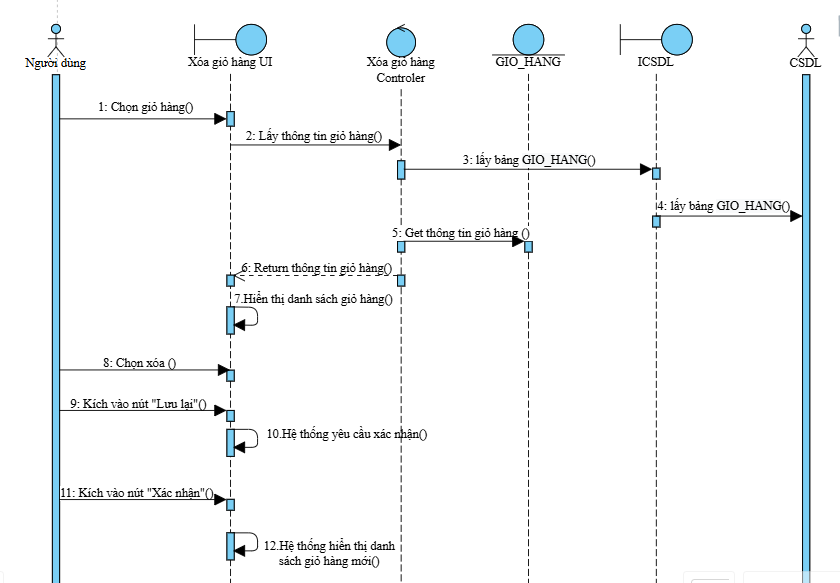 Người dùng
Xóa giỏ hàng UI
Xóa giỏ hàng
Controler
GIO_HANG
ICSDL
CSDL
1: Chọn giỏ hàng()
2: Lấy thông tin giỏ hàng()
3: lấy bảng GIO_HANG()
4: lấy bảng GIO_HANG()
5: Get thông tin giỏ hàng ()
6: Return thông tin giỏ hàng()
7.Hiển thị danh sách giỏ hàng()
8: Chọn xóa ()
9: Kích vào nút "Lưu lại"()
10.Hệ thống yêu cầu xác nhận()
11: Kích vào nút "Xác nhận"()
12.Hệ thống hiển thị danh
sách giỏ hàng mới()